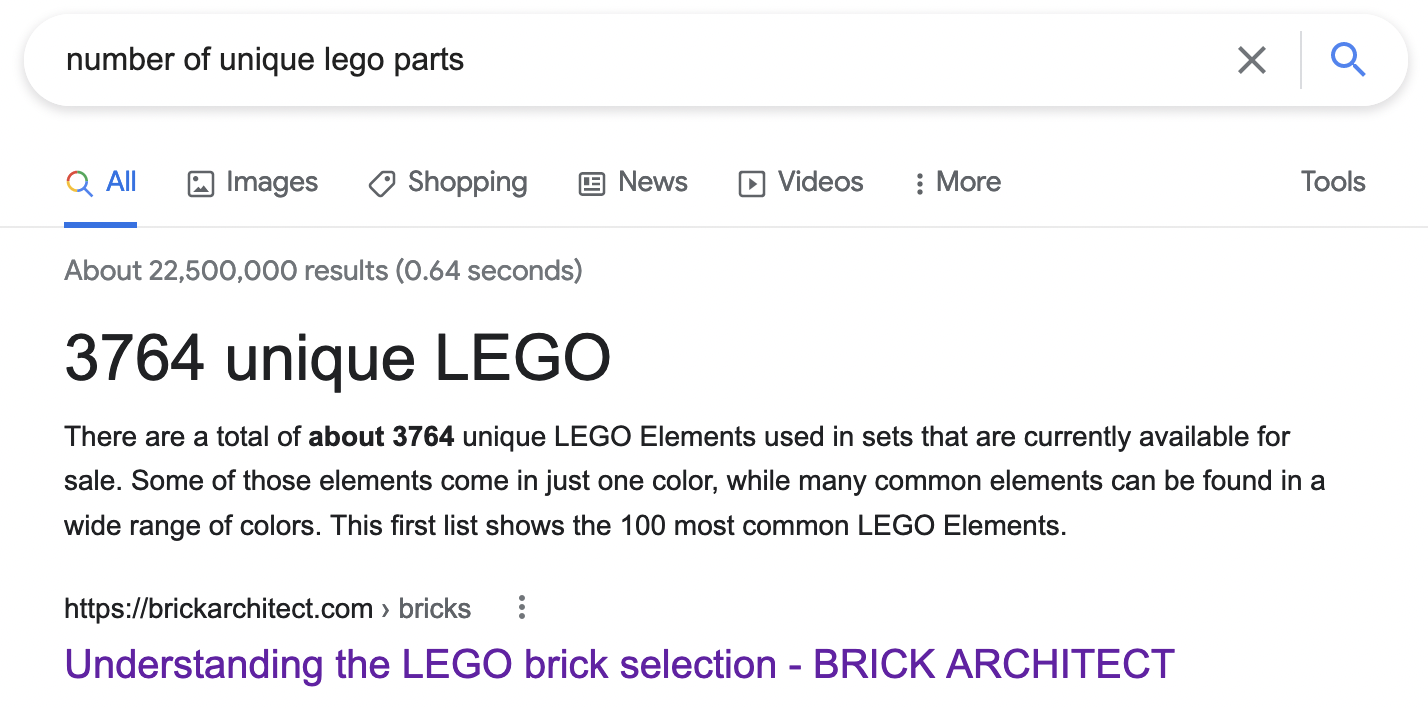 number of unique lego parts
All Images Shopping News Videos More Tools
About 22,500,000 results (0.64 seconds)
3764 unique LEGO
There are a total of about 3764 unique LEGO Elements used in sets that are currently available for
sale. Some of those elements come in just one color, while many common elements can be found in a
wide range of colors. This first list shows the 100 most common LEGO Elements.
https://brickarchitect.com › bricks
Understanding the LEGO brick selection - BRICK ARCHITECT